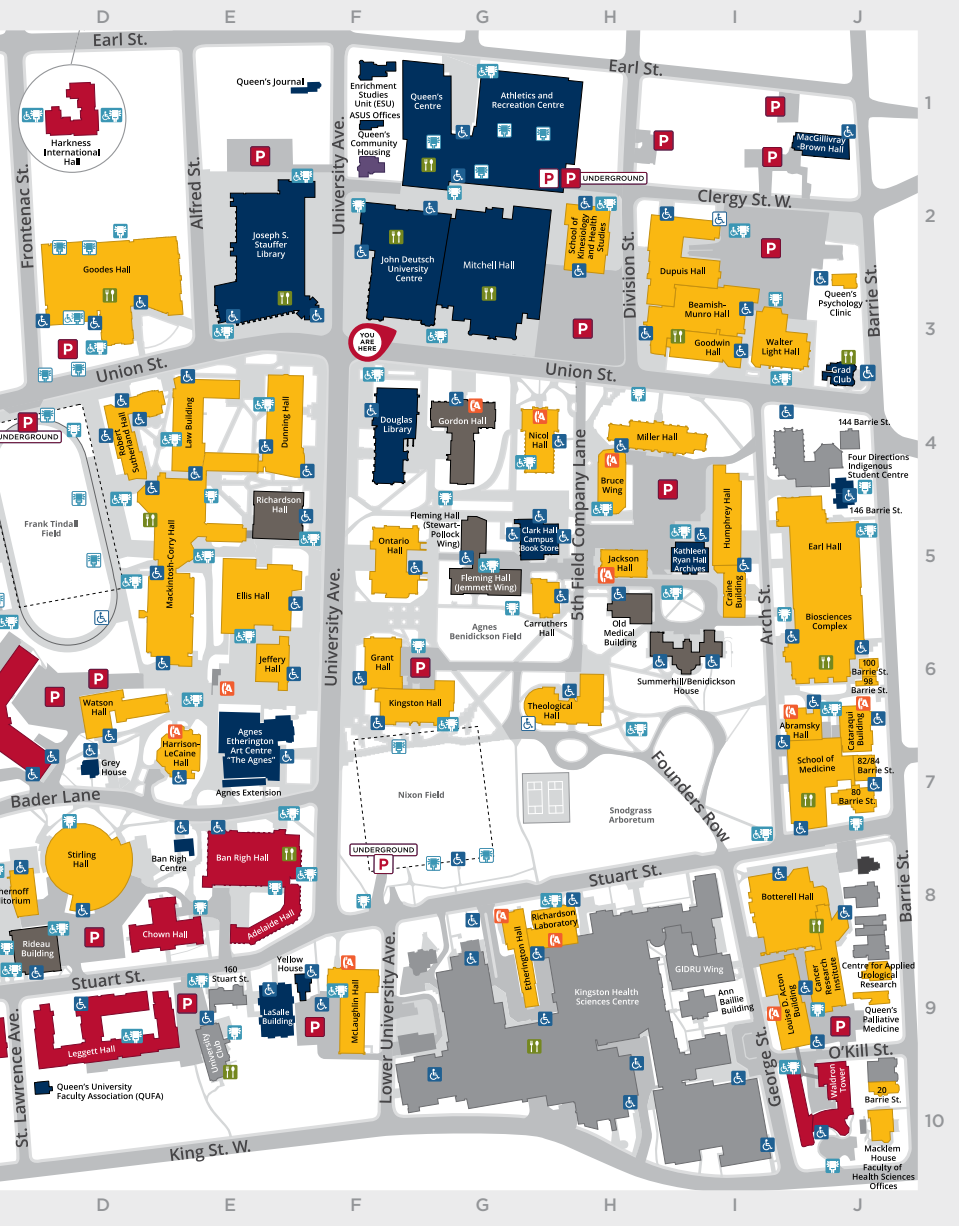 D
E
F
G
H
I
J
Earl St.
Earl St.
1
Harkness
International
Hall
Queen's Journal
Enrichment
Studies
Unit (ESU)
ASUS Offices
Queen's
Community
Housing
Queen's
Centre
Athletics and
Recreation Centre
P
P
P
P
MacGillivray
-Brown Hall
P
P
UNDERGROUND
Clergy St. W.
Frontenac St.
Alfred St.
University Ave.
2
Joseph S.
Stauffer
Library
John Deutsch
University
Centre
Mitchell Hall
School of
Kinesiology
and Health
Studies
Division St.
Dupuis Hall
P
Goodes Hall
Beamish-
Munro Hall
Queen's
Psychology
Clinic
Barrie St.
3
P
YOU
ARE
HERE
P
Goodwin
Hall
Walter
Light Hall
Grad
Club
Union St.
Union St.
P
UNDERGROUND
Robert
Sutherland Hall
Law Building
Dunning Hall
Douglas
Library
Gordon Hall
Nicol
Hall
Miller Hall
144 Barrie St.
4
Four Directions
Indigenous
Student Centre
146 Barrie St.
Bruce
Wing
P
Humphrey Hall
5th Field Company Lane
Frank Tindall
Field
Richardson
Hall
Mackintosh-Corry Hall
Ontario
Hall
Fleming Hall
(Stewart-
Pollock
Wing)
Clark Hall
Campus
Book Store
Fleming Hall
(Jemmett Wing)
Jackson
Hall
Kathleen
Ryan Hall
Archives
Earl Hall
5
Ellis Hall
Carruthers
Hall
Craine
Building
Old
Medical
Building
Agnes
Benidickson Field
Arch St.
Biosciences
Complex
University Ave.
Jeffery
Hall
Grant
Hall
P
Summerhill/Benidickson
House
100
Barrie St.
98
Barrie St.
6
P
P
Watson
Hall
Kingston Hall
Theological
Hall
Abramsky
Hall
Cataraqui
Building
Harrison-
LeCaine
Hall
Agnes
Etherington
Art Centre
"The Agnes"
Grey
House
Agnes Extension
School of
Medicine
82/84
Barrie St.
80
Barrie St.
7
Bader Lane
Nixon Field
Snodgrass
Arboretum
Founders Row
Stirling
Hall
Ban Righ
Centre
Ban Righ Hall
UNDERGROUND
P
Stuart St.
Barrie St.
8
Adelaide Hall
Chown Hall
P
Rideau
Building
Botterell Hall
Etherington Hall
Richardson
Laboratory
Stuart St.
160
Stuart St.
Yellow
House
Lower University Ave.
GIDRU Wing
Kingston Health
Sciences Centre
Ann
Baillie
Building
Louise D. Acton
Building
Cancer
Research
Institute
Centre for Applied
Urological
Research
Queen's
Palliative
Medicine
9
P
LaSalle
Building
P
McLaughlin Hall
P
Leggett Hall
University
Club
St. Lawrence Ave.
George St.
O'Kill St.
Waldron
Tower
20
Barrie St.
Queen's University
Faculty Association (QUFA)
10
King St. W.
Macklem
House
Faculty of
Health Sciences
Offices
D
E
F
G
H
I
J